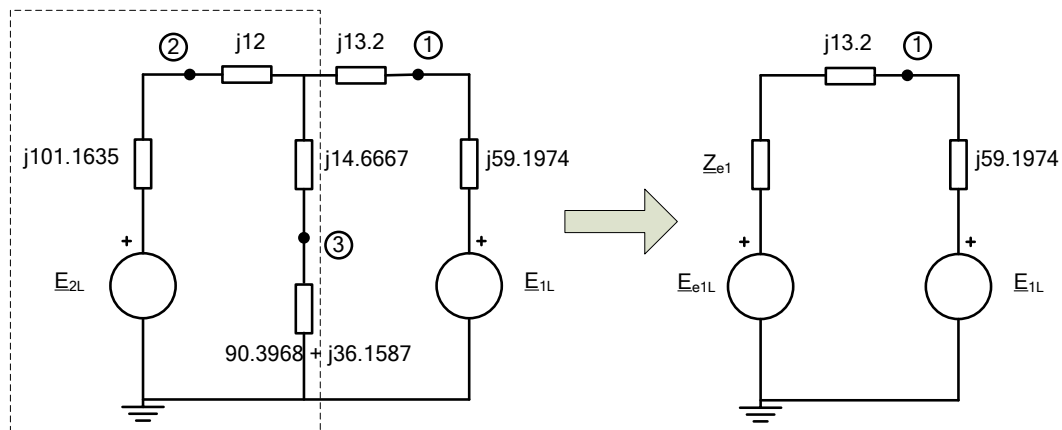 ② j12 j13.2 ①
j101.1635 j14.6667 j59.1974
③
+ +
E2L E1L
90.3968 + j36.1587
j13.2 ①
Ze1 j59.1974
+ +
Ee1L E1L